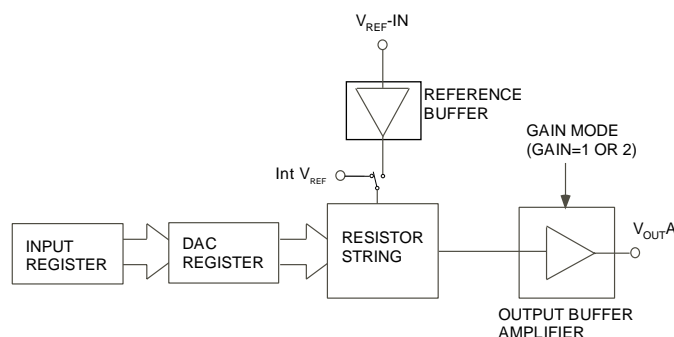 V_REF-IN
REFERENCE
BUFFER
GAIN MODE
(GAIN=1 OR 2)
Int V_REF
INPUT
REGISTER
DAC
REGISTER
RESISTOR
STRING
V_OUTA
OUTPUT BUFFER
AMPLIFIER